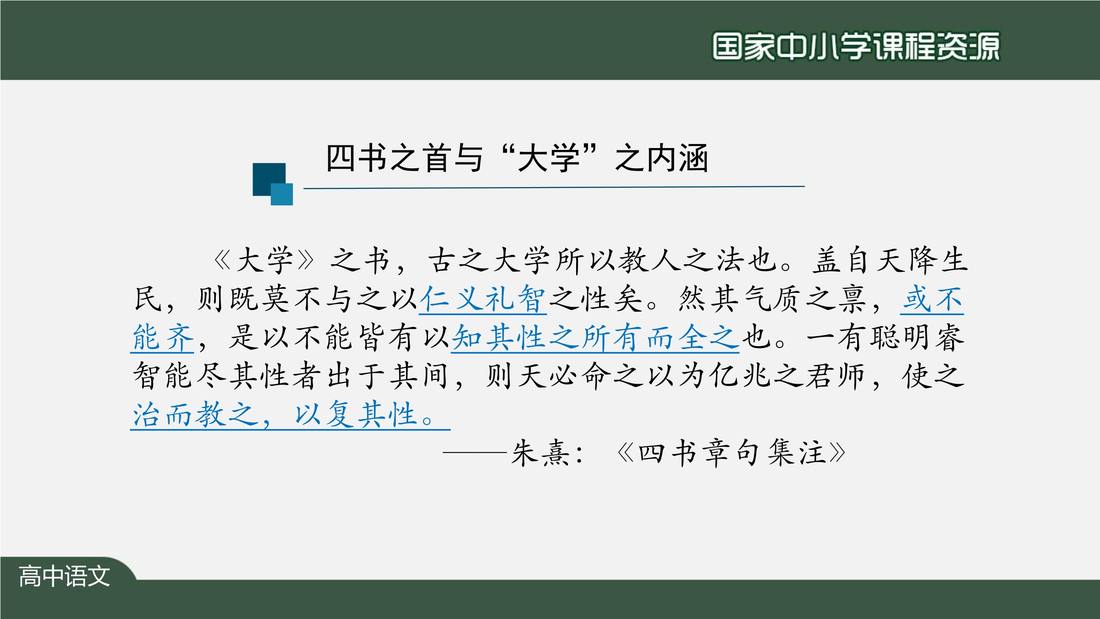 国家中小学课程资源
四书之首与“大学”之内涵
《大学》之书，古之大学所以教人之法也。盖自天降生
民，则既莫不与之以仁义礼智之性矣。然其气质之禀，或不
能齐，是以不能皆有以知其性之所有而全之也。一有聪明睿
智能尽其性者出于其间，则天必命之以为亿兆之君师，使之
治而教之，以复其性。
——朱熹：《四书章句集注》
高中语文